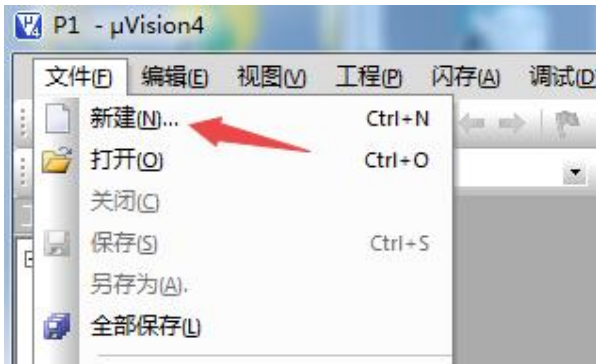 P1 - µVision4
文件(F) 编辑(E) 视图(V) 工程(P) 闪存(A) 调试(D
新建(N)... Ctrl+N
打开(O) Ctrl+O
关闭(C)
保存(S) Ctrl+S
另存为(A).
全部保存(L)